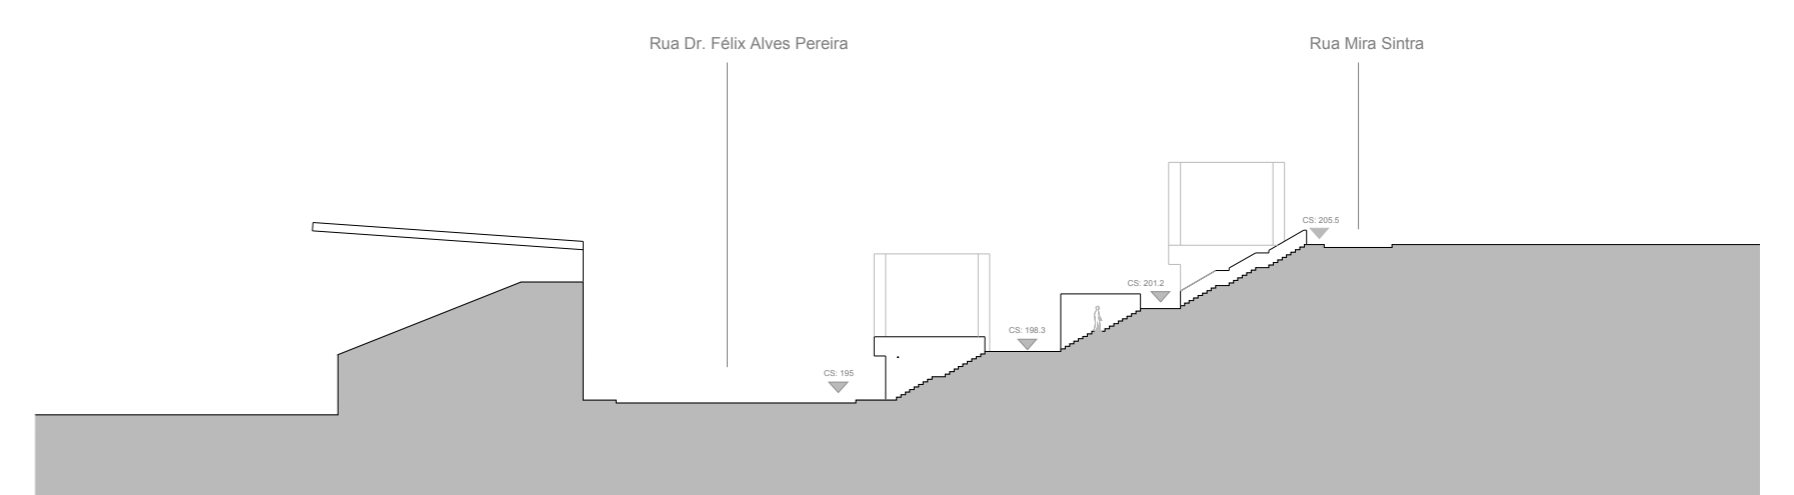 Rua Dr. Félix Alves Pereira
Rua Mira Sintra
CS: 205.5
CS: 201.2
CS: 198.3
CS: 195